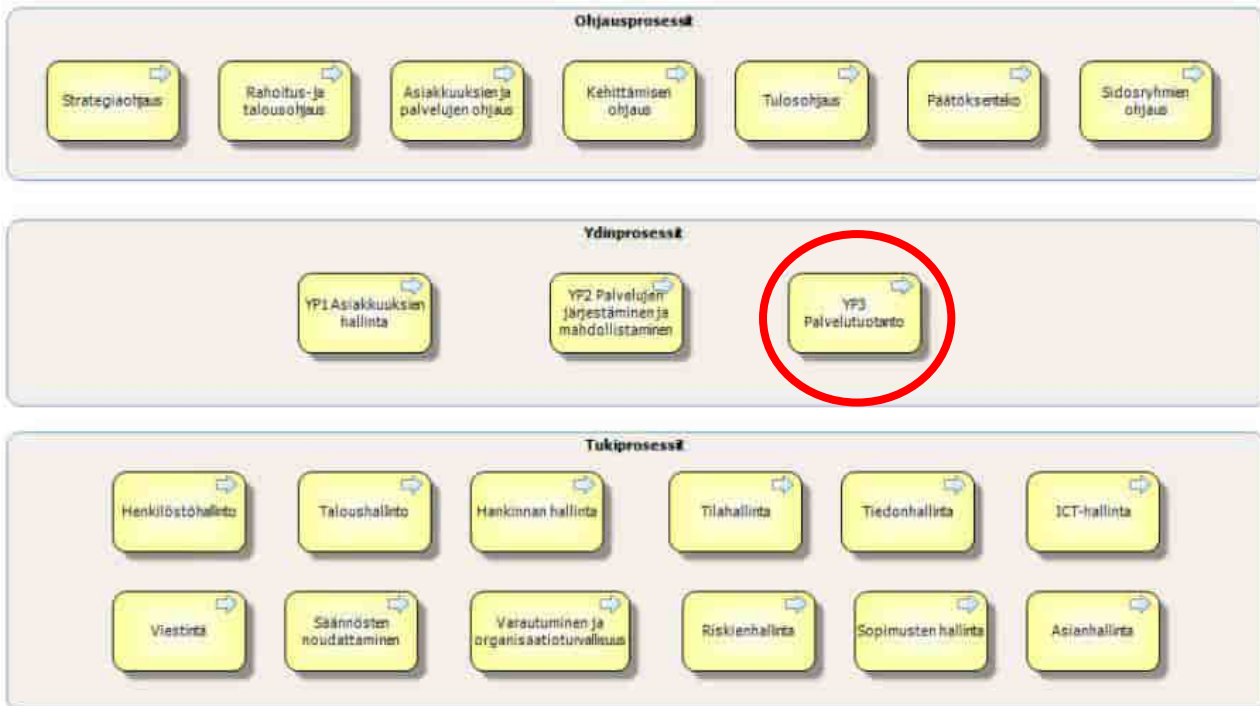 Ohjausprosessit
Strategiaohjaus
Rahoitus-ja
talousohjaus
Asiakkuuksien ja
palvelujen ohjaus
Kehittämisen
ohjaus
Tulosohjaus
Päätöksenteko
Sidosryhmien
ohjaus
Ydinprosessit
YP1 Asiakkuuksien
hallinta
YP2 Palvelujen
järjestäminen ja
mahdollistaminen
YP3
Palvelutuotanto
Tukiprosessit
Henkilöstöhallinto
Taloushallinto
Hankinnan hallinta
Tilahallinta
Tiedonhallinta
ICT-hallinta
Viestintä
Säännösten
noudattaminen
Varautuminen ja
organisaatioturvallisuus
Riskienhallinta
Sopimusten hallinta
Asianhallinta